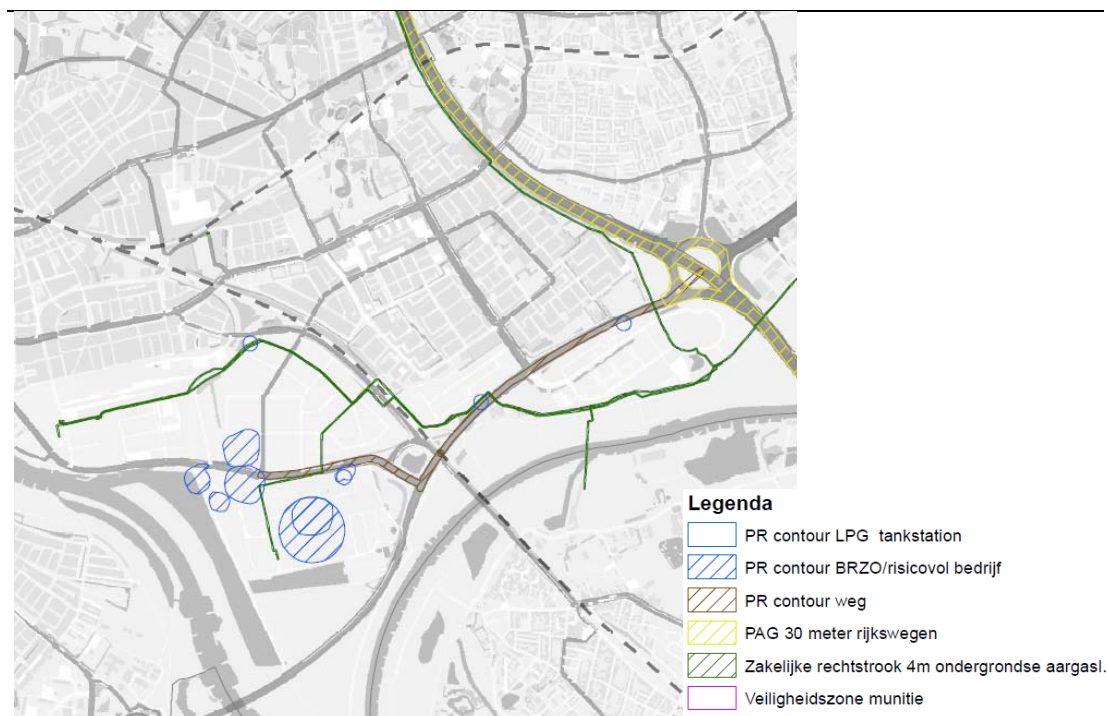 Legenda
PR contour LPG tankstation
PR contour BRZO/risicovol bedrijf
PR contour weg
PAG 30 meter rijkswegen
Zakelijke rechtstrook 4m ondergrondse aargasl.
Veiligheidszone munitie